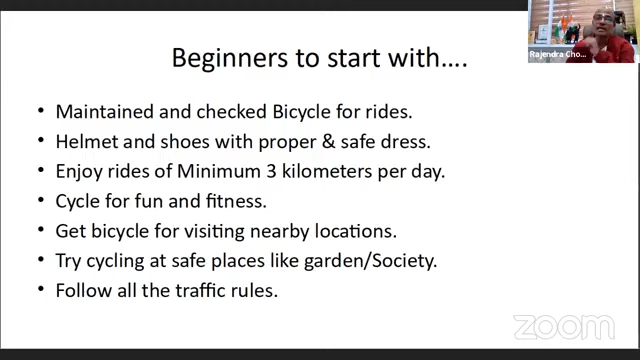 Beginners to start with....
• Maintained and checked Bicycle for rides.
• Helmet and shoes with proper & safe dress.
• Enjoy rides of Minimum 3 kilometers per day.
• Cycle for fun and fitness.
• Get bicycle for visiting nearby locations.
• Try cycling at safe places like garden/Society.
• Follow all the traffic rules.
Rajendra Cho...
zoom